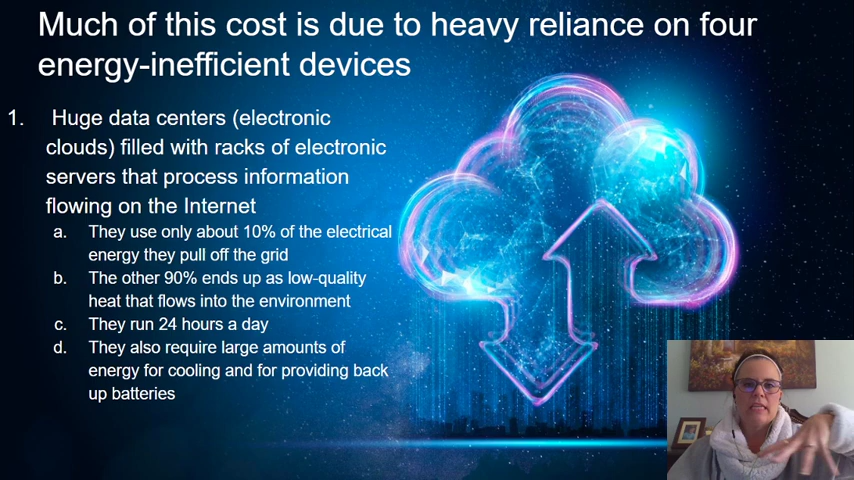 Much of this cost is due to heavy reliance on four
energy-inefficient devices
1. Huge data centers (electronic
clouds) filled with racks of electronic
servers that process information
flowing on the Internet
a. They use only about 10% of the electrical
energy they pull off the grid
b. The other 90% ends up as low-quality
heat that flows into the environment
c. They run 24 hours a day
d. They also require large amounts of
energy for cooling and for providing back
up batteries